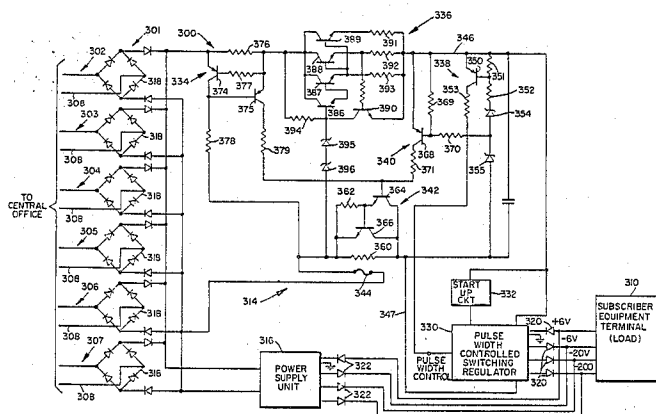 301
300
376
336
302
318
334
374
377
375
389
388
387
386
391
392
393
390
346
338
350
351
352
353
354
308
303
318
394
395
369
370
308
304
318
378
379
396
340
368
371
355
TO
CENTRAL
OFFICE
308
305
318
362
364
342
366
360
308
306
318
344
314
347
START
UP
CKT
332
310
SUBSCRIBER
EQUIPMENT
TERMINAL
(LOAD)
308
307
316
308
316
POWER
SUPPLY
UNIT
322
322
330
PULSE
WIDTH
CONTROL
PULSE
WIDTH
CONTROLLED
SWITCHING
REGULATOR
320
+6V
-6V
-20V
-200
320